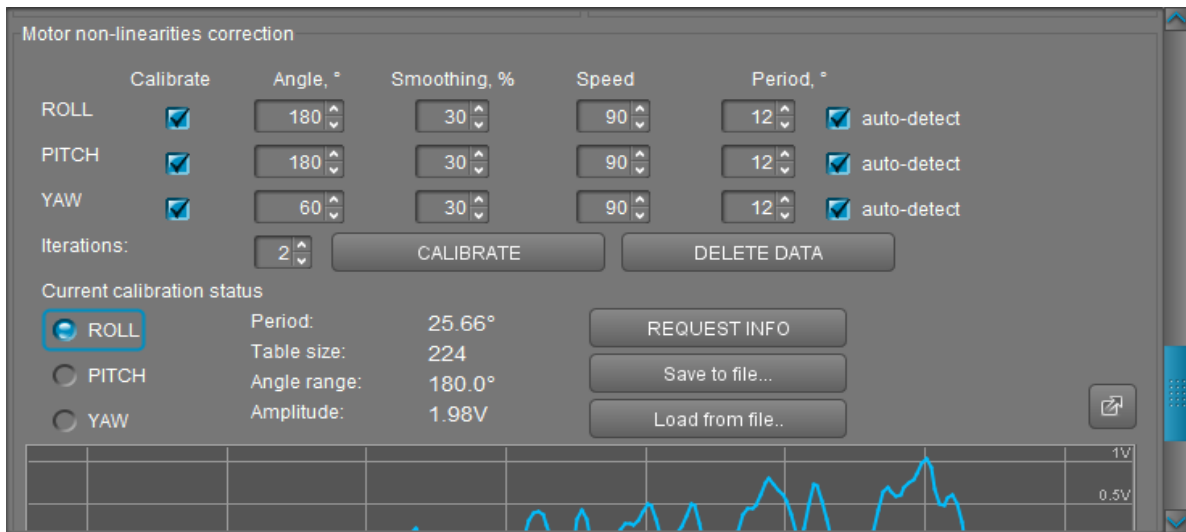 Motor non-linearities correction
Calibrate Angle, ° Smoothing, % Speed Period, °
ROLL 180 30 90 12 auto-detect
PITCH 180 30 90 12 auto-detect
YAW 60 30 90 12 auto-detect
Iterations: 2 CALIBRATE DELETE DATA
Current calibration status
ROLL Period: 25.66° REQUEST INFO
Table size: 224
PITCH Angle range: 180.0° Save to file...
YAW Amplitude: 1.98V Load from file..
1V
0.5V